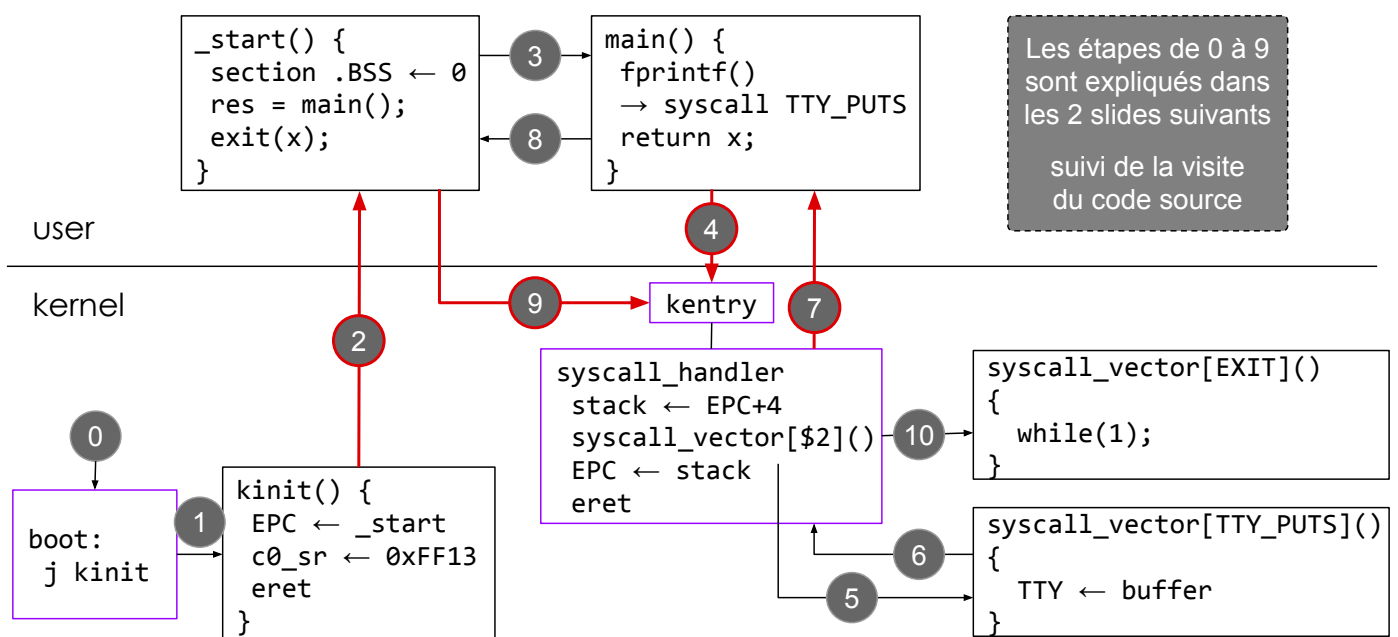 _start() {
section .BSS ← 0
res = main();
exit(x);
}
3
8
main() {
fprintf()
→ syscall TTY_PUTS
return x;
}
Les étapes de 0 à 9
sont expliqués dans
les 2 slides suivants
suivi de la visite
du code source
user
4
kernel
2
9
kentry
7
syscall_handler
stack ← EPC+4
syscall_vector[$2]()
EPC ← stack
eret
10
syscall_vector[EXIT]()
{
while(1);
}
0
boot:
j kinit
1
kinit() {
EPC ← _start
c0_sr ← 0xFF13
eret
}
6
5
syscall_vector[TTY_PUTS]()
{
TTY ← buffer
}